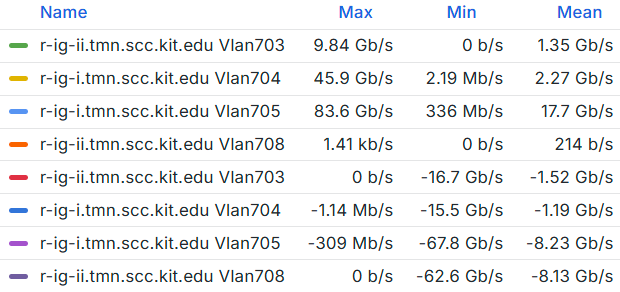 Name Max Min Mean
r-ig-ii.tmn.scc.kit.edu Vlan703 9.84 Gb/s 0 b/s 1.35 Gb/s
r-ig-i.tmn.scc.kit.edu Vlan704 45.9 Gb/s 2.19 Mb/s 2.27 Gb/s
r-ig-i.tmn.scc.kit.edu Vlan705 83.6 Gb/s 336 Mb/s 17.7 Gb/s
r-ig-ii.tmn.scc.kit.edu Vlan708 1.41 kb/s 0 b/s 214 b/s
r-ig-ii.tmn.scc.kit.edu Vlan703 0 b/s -16.7 Gb/s -1.52 Gb/s
r-ig-i.tmn.scc.kit.edu Vlan704 -1.14 Mb/s -15.5 Gb/s -1.19 Gb/s
r-ig-i.tmn.scc.kit.edu Vlan705 -309 Mb/s -67.8 Gb/s -8.23 Gb/s
r-ig-ii.tmn.scc.kit.edu Vlan708 0 b/s -62.6 Gb/s -8.13 Gb/s